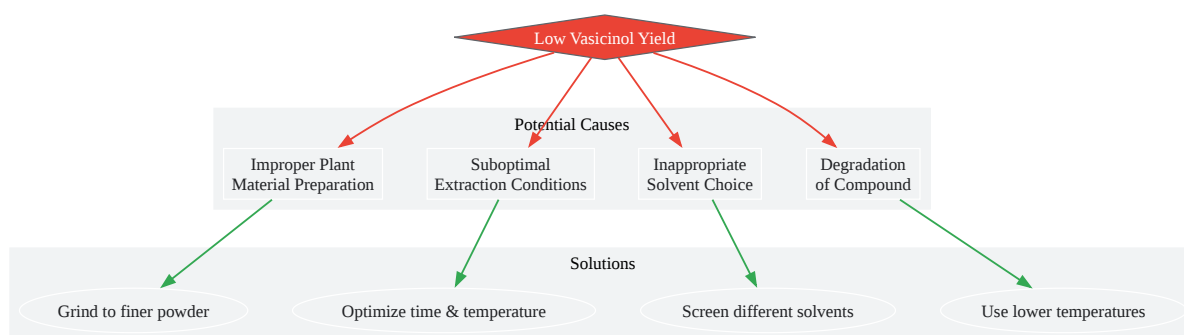 Low Vasicinol Yield
Potential Causes
Improper Plant
Material Preparation
Suboptimal
Extraction Conditions
Inappropriate
Solvent Choice
Degradation
of Compound
Solutions
Grind to finer powder
Optimize time & temperature
Screen different solvents
Use lower temperatures